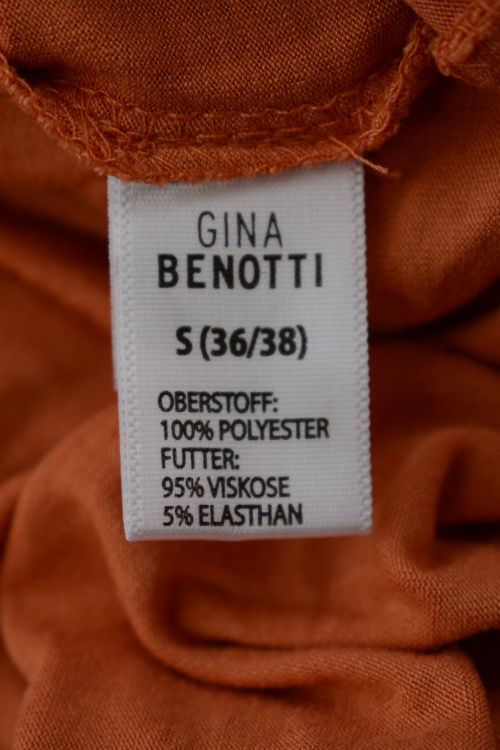 GINA
BENOTTI
S (36/38)
OBERSTOFF:
100% POLYESTER
FUTTER:
95% VISKOSE
5% ELASTHAN